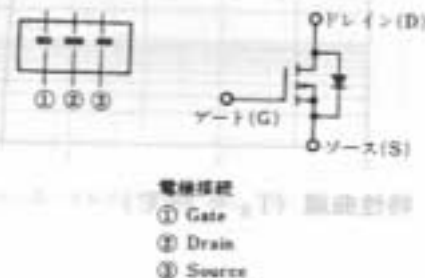 ドレイン(D)
① ② ③
ゲート(G)
ソース(S)
電極接続
① Gate
② Drain
③ Source